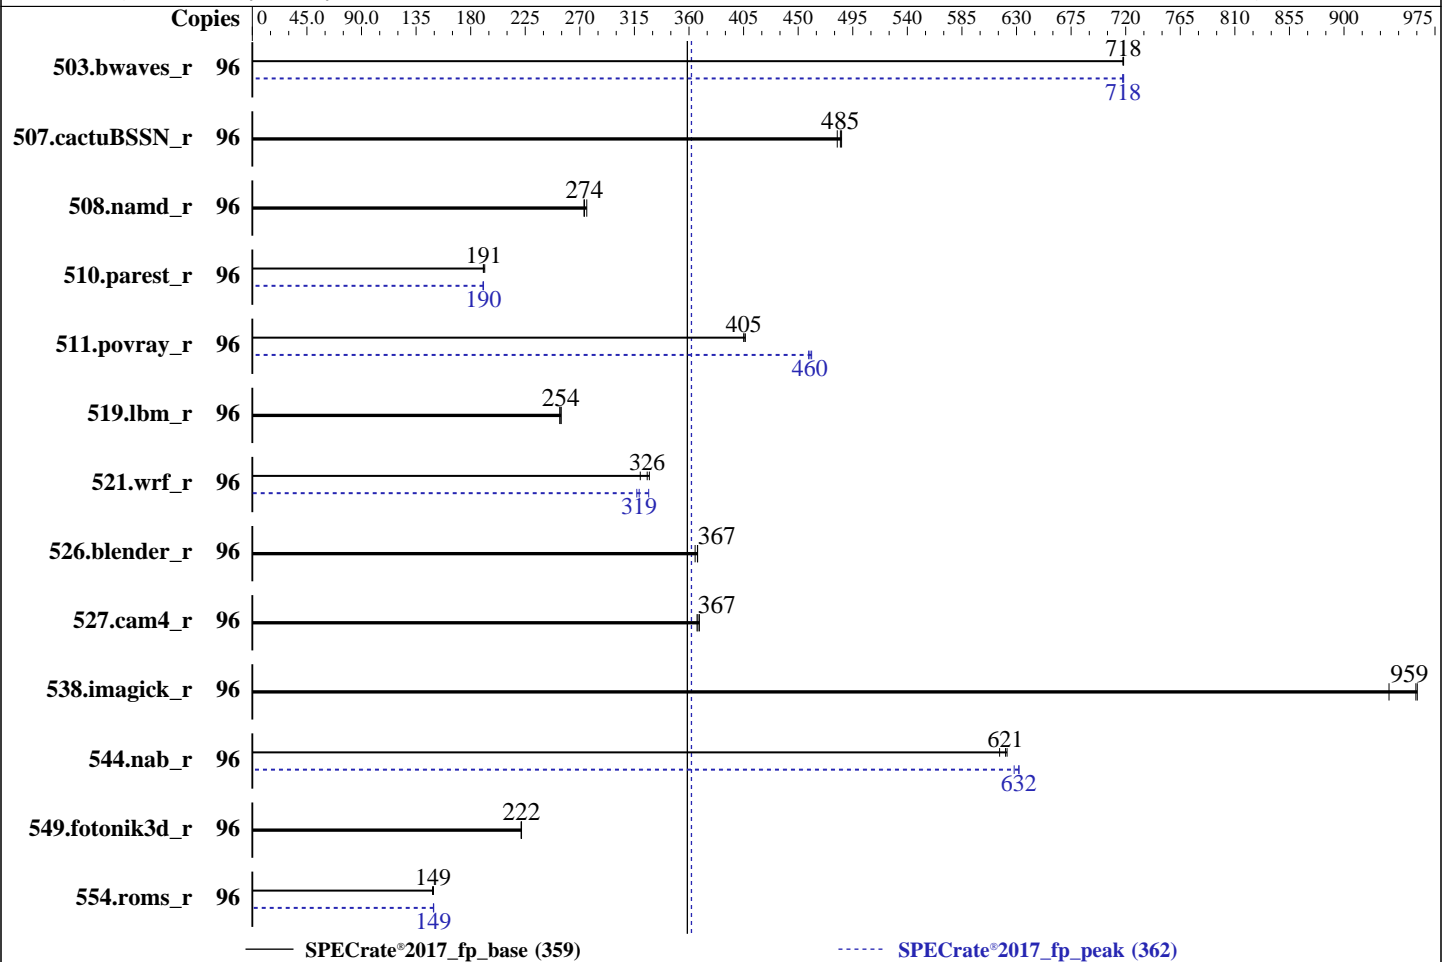 Copies 0 45.0 90.0 135 180 225 270 315 360 405 450 495 540 585 630 675 720 765 810 855 900 975
503.bwaves_r 96 718
718
507.cactuBSSN_r 96 485
508.namd_r 96 274
510.parest_r 96 191
190
511.povray_r 96 405
460
519.lbm_r 96 254
521.wrf_r 96 326
319
526.blender_r 96 367
527.cam4_r 96 367
538.imagick_r 96 959
544.nab_r 96 621
632
549.fotonik3d_r 96 222
554.roms_r 96 149
149
SPECrate®2017_fp_base (359) SPECrate®2017_fp_peak (362)